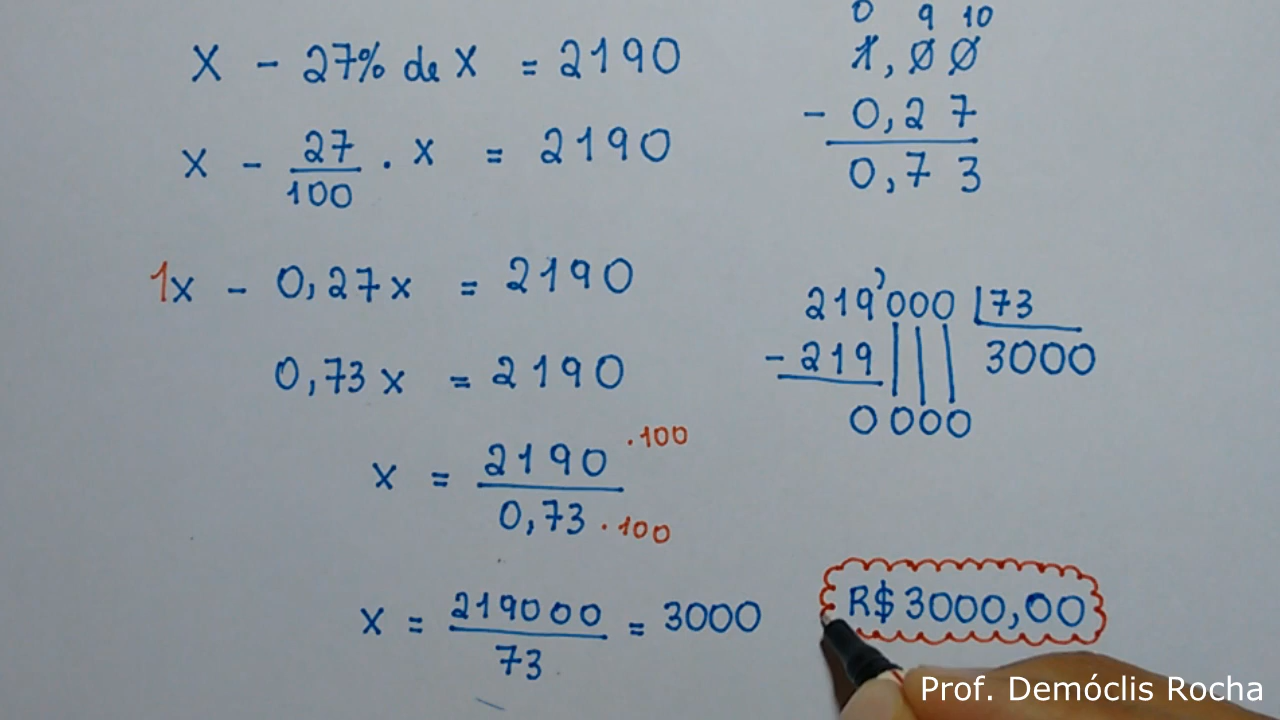 X - 27% de X = 2190
x - 27/100 . x = 2190
1x - 0,27x = 2190
0,73x = 2190
x = 2190 .100 / 0,73 .100
x = 219000/73 = 3000
0 9 10
1,00
- 0,27
0,73
219'000 |73
- 219 3000
0000
R$3000,00
Prof. Demóclis Rocha